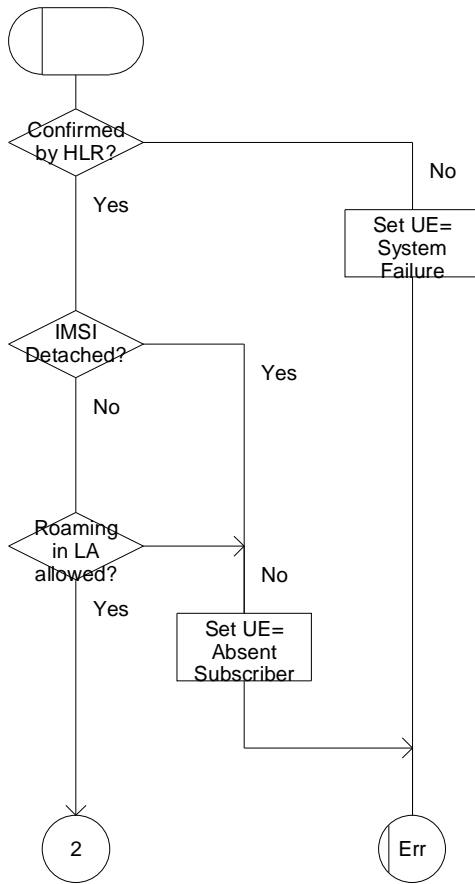 Confirmed
by HLR?
No
Yes
Set UE=
System
Failure
IMSI
Detached?
Yes
No
Roaming
in LA
allowed?
No
Yes
Set UE=
Absent
Subscriber
2
Err